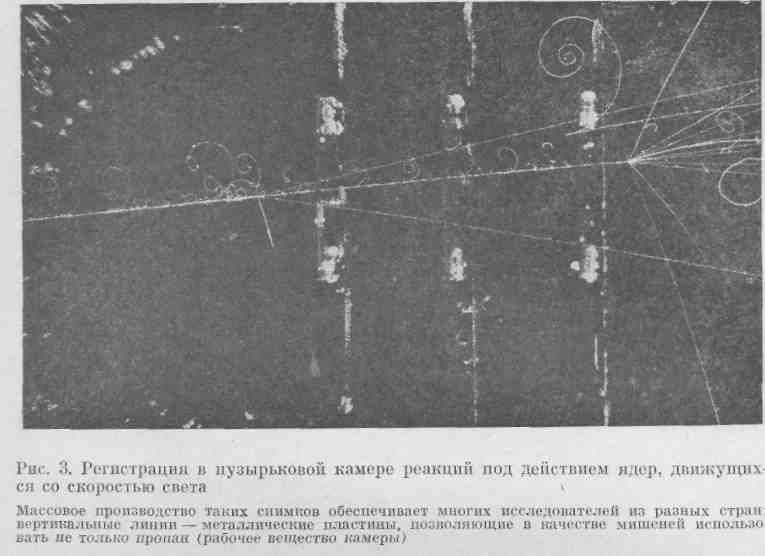 Рис. 3. Регистрация в пузырьковой камере реакций под действием ядер, движущих-
ся со скоростью света
Массовое производство таких снимков обеспечивает многих исследователей из разных стран
вертикальные линии — металлические пластины, позволяющие в качестве мишеней использо
вать не только пропан (рабочее вещество камеры)